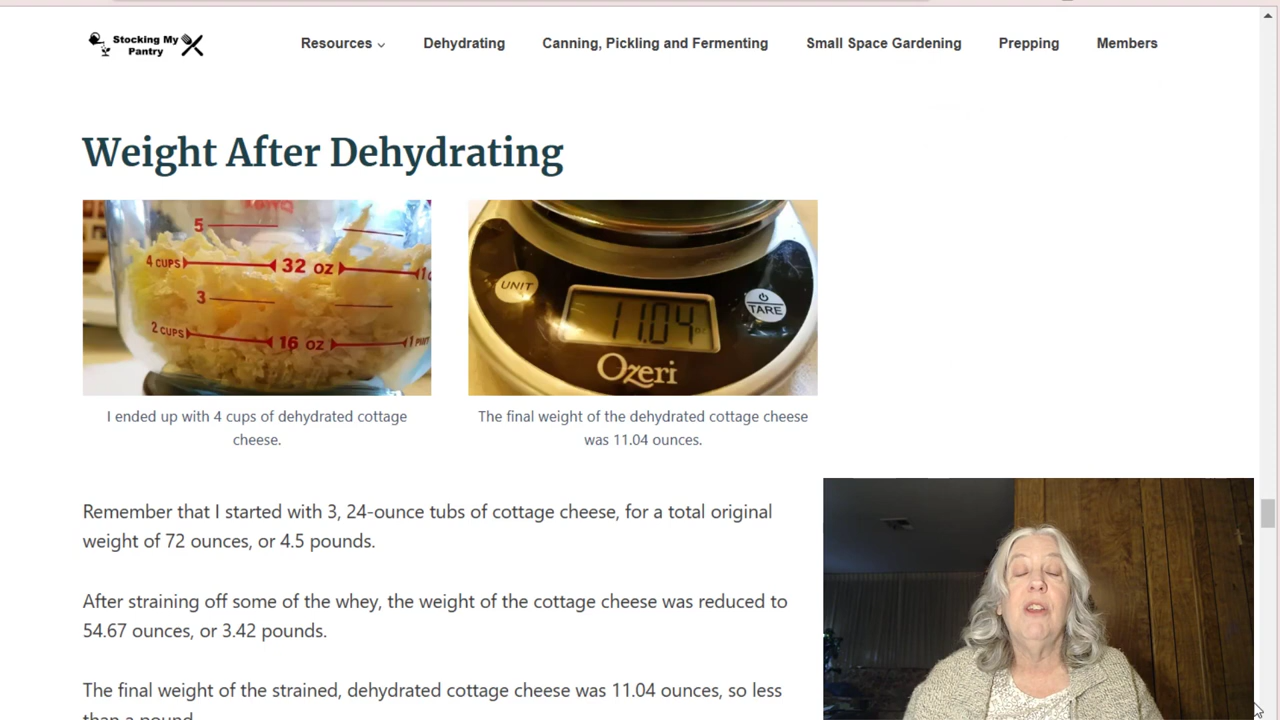 Stocking My
Pantry
Resources
Dehydrating
Canning, Pickling and Fermenting
Small Space Gardening
Prepping
Members
Weight After Dehydrating
5
4 CUPS
32 oz
3
2 CUPS
16 oz
UNIT
11.04
TARE
Ozeri
I ended up with 4 cups of dehydrated cottage
cheese.
The final weight of the dehydrated cottage cheese
was 11.04 ounces.
Remember that I started with 3, 24-ounce tubs of cottage cheese, for a total original
weight of 72 ounces, or 4.5 pounds.
After straining off some of the whey, the weight of the cottage cheese was reduced to
54.67 ounces, or 3.42 pounds.
The final weight of the strained, dehydrated cottage cheese was 11.04 ounces, so less
than a pound